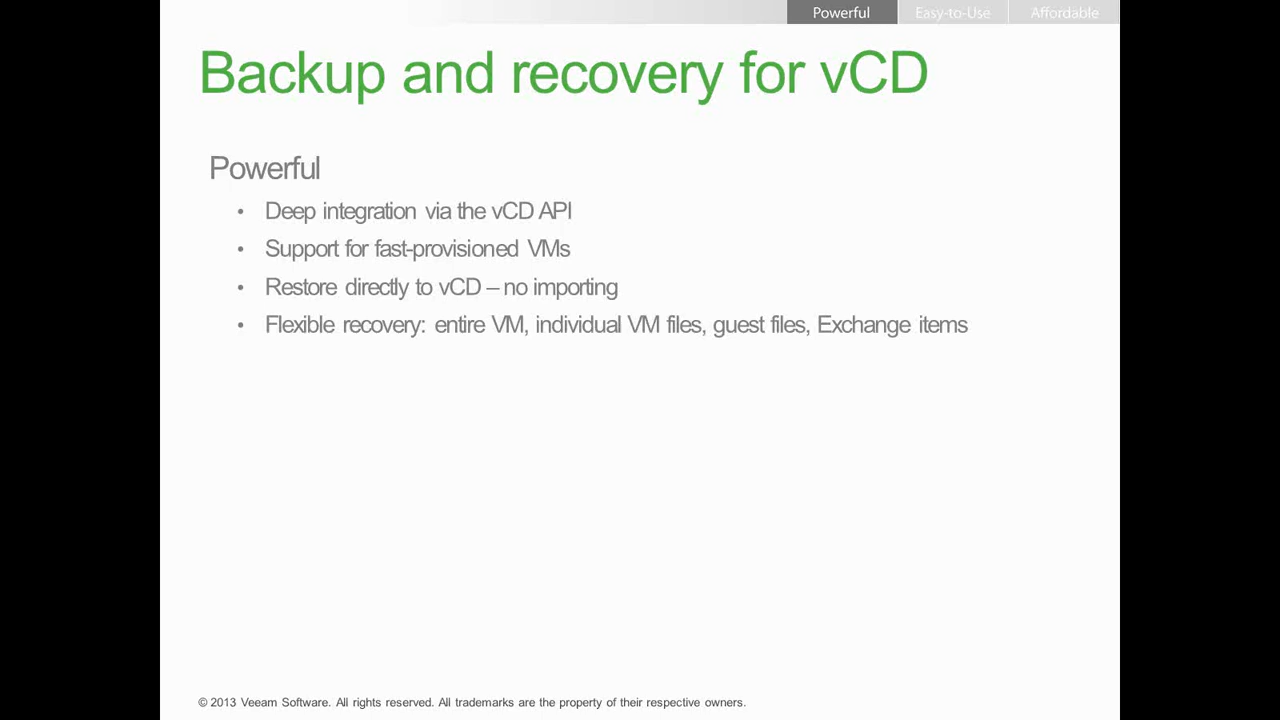 Powerful Easy-to-Use Affordable
Backup and recovery for vCD
Powerful
• Deep integration via the vCD API
• Support for fast-provisioned VMs
• Restore directly to vCD – no importing
• Flexible recovery: entire VM, individual VM files, guest files, Exchange items
© 2013 Veeam Software. All rights reserved. All trademarks are the property of their respective owners.